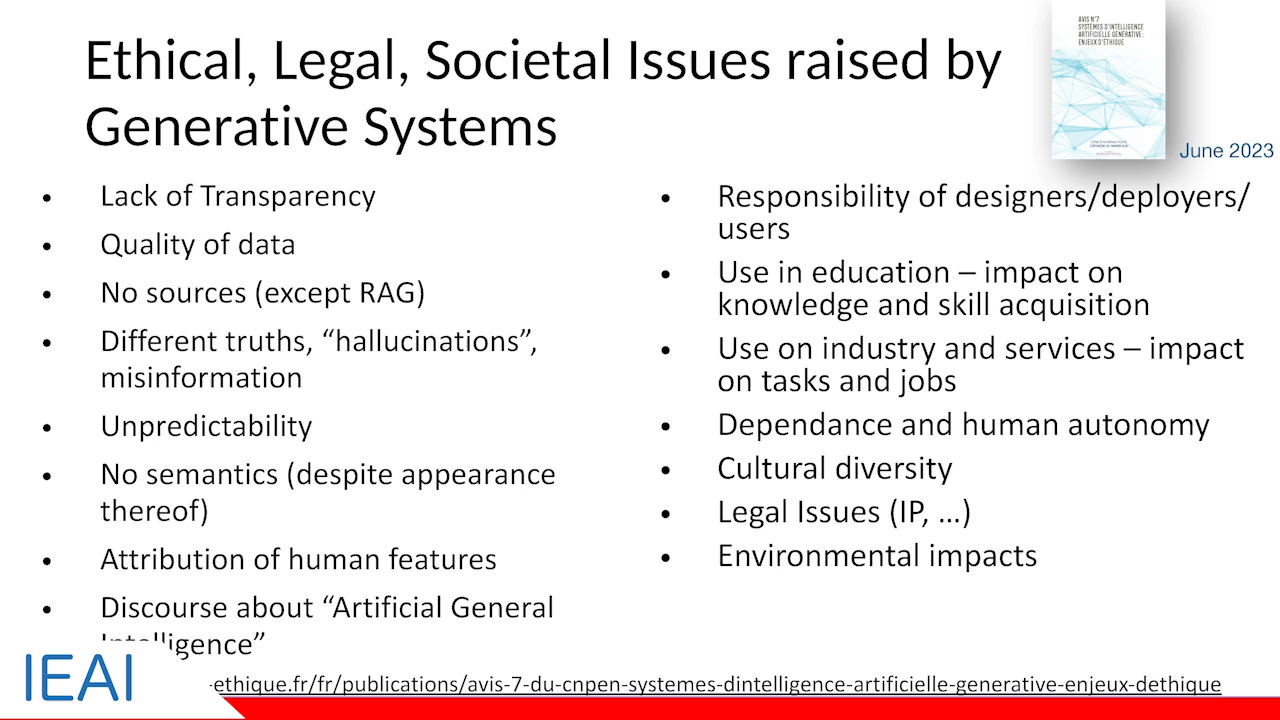 Ethical, Legal, Societal Issues raised by
Generative Systems
AVIS N°7
SYSTÈMES D'INTELLIGENCE
ARTIFICIELLE GÉNÉRATIVE :
ENJEUX D'ÉTHIQUE
June 2023
• Lack of Transparency
• Quality of data
• No sources (except RAG)
• Different truths, “hallucinations”,
misinformation
• Unpredictability
• No semantics (despite appearance
thereof)
• Attribution of human features
• Discourse about “Artificial General
Intelligence”
• Responsibility of designers/deployers/
users
• Use in education – impact on
knowledge and skill acquisition
• Use on industry and services – impact
on tasks and jobs
• Dependance and human autonomy
• Cultural diversity
• Legal Issues (IP, …)
• Environmental impacts
-ethique.fr/fr/publications/avis-7-du-cnpen-systemes-dintelligence-artificielle-generative-enjeux-dethique
IEAI